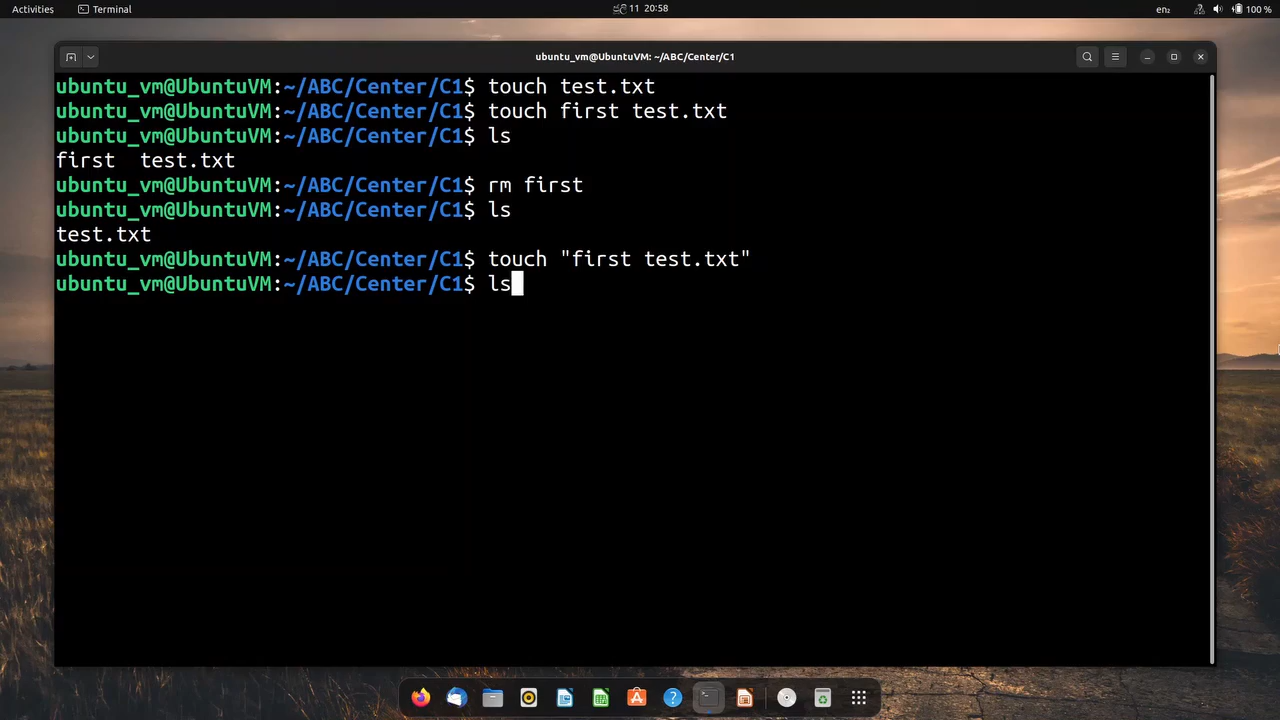 Activities
Terminal
11 20:58
en₂
100 %
ubuntu_vm@UbuntuVM: ~/ABC/Center/C1
ubuntu_vm@UbuntuVM:~/ABC/Center/C1$ touch test.txt
ubuntu_vm@UbuntuVM:~/ABC/Center/C1$ touch first test.txt
ubuntu_vm@UbuntuVM:~/ABC/Center/C1$ ls
first  test.txt
ubuntu_vm@UbuntuVM:~/ABC/Center/C1$ rm first
ubuntu_vm@UbuntuVM:~/ABC/Center/C1$ ls
test.txt
ubuntu_vm@UbuntuVM:~/ABC/Center/C1$ touch "first test.txt"
ubuntu_vm@UbuntuVM:~/ABC/Center/C1$ ls